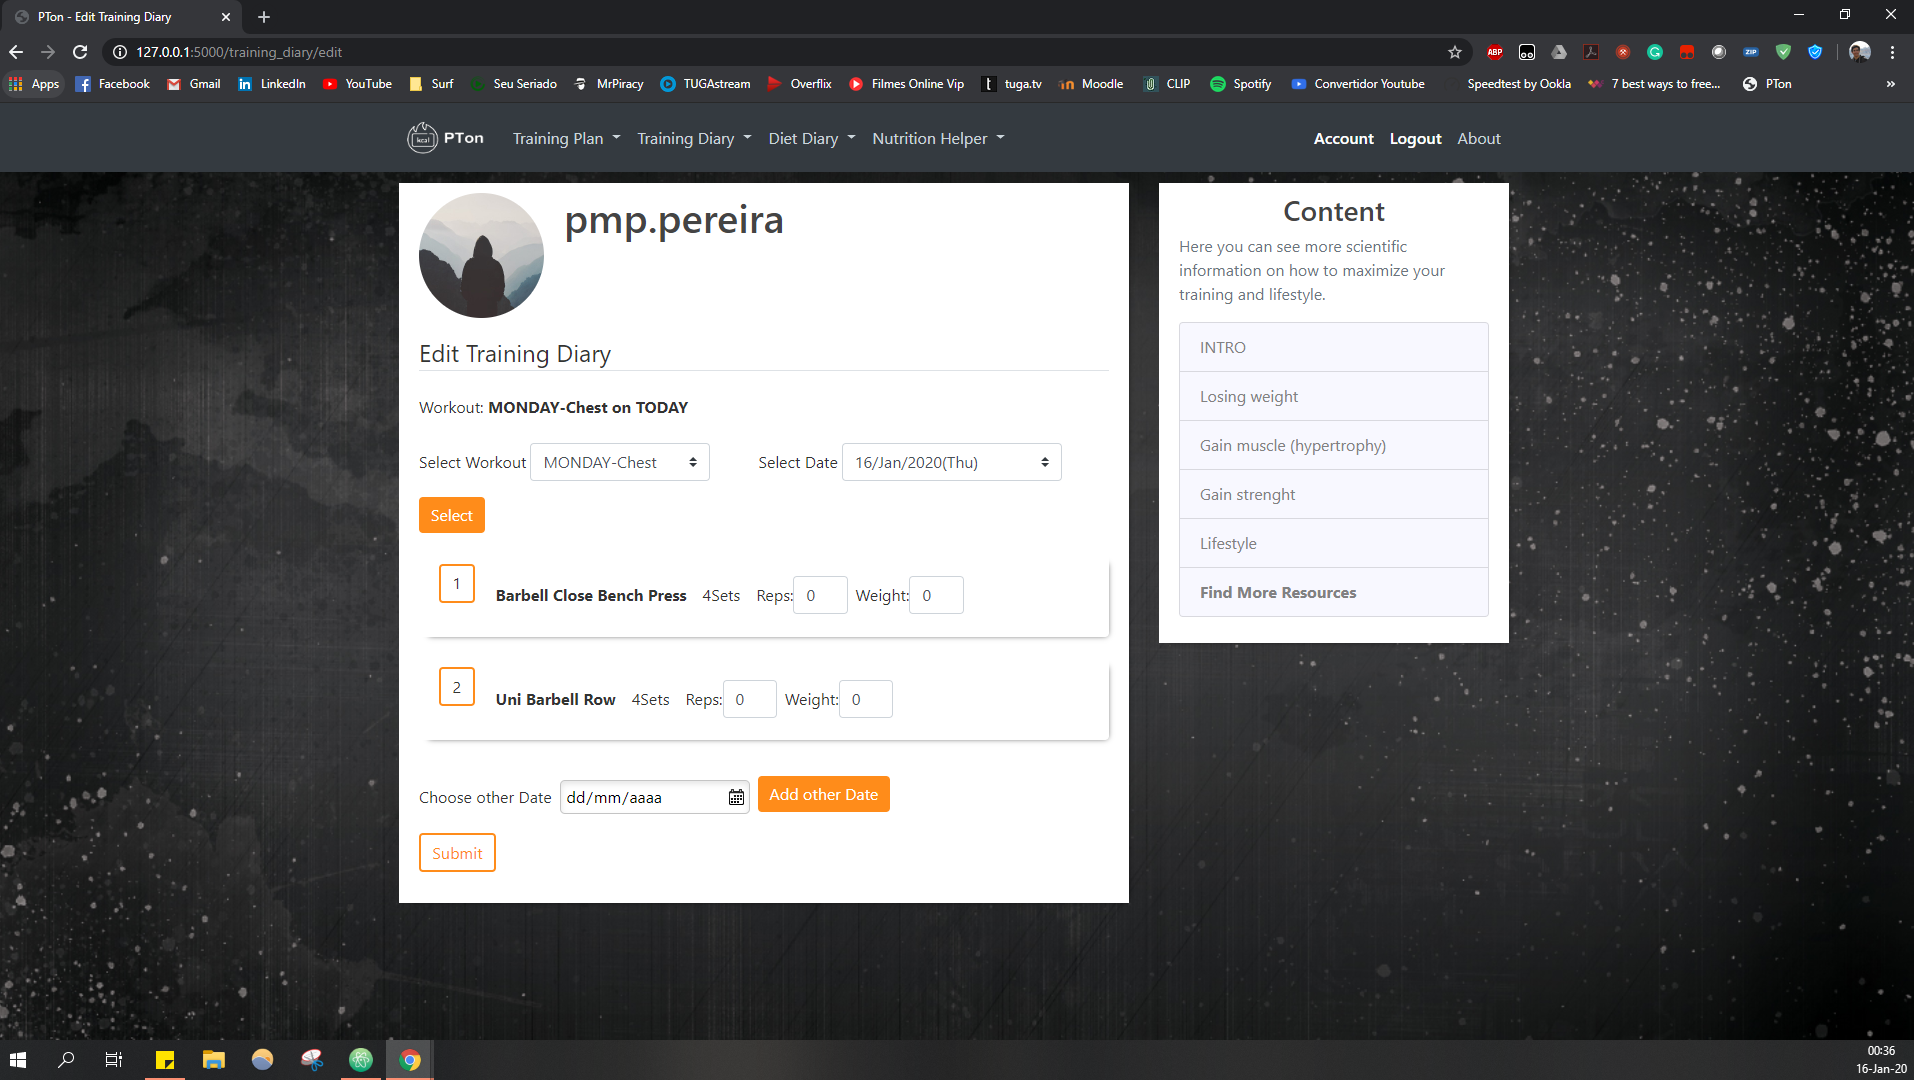 PTon - Edit Training Diary
127.0.0.1:5000/training_diary/edit
ABP
ZIP
Apps Facebook Gmail LinkedIn YouTube Surf Seu Seriado MrPiracy TUGAstream Overflix Filmes Online Vip tuga.tv Moodle CLIP Spotify Convertidor Youtube Speedtest by Ookla 7 best ways to free... PTon »
kcal PTon Training Plan Training Diary Diet Diary Nutrition Helper Account Logout About
pmp.pereira
Edit Training Diary
Workout: MONDAY-Chest on TODAY
Select Workout MONDAY-Chest Select Date 16/Jan/2020(Thu)
Select
1 Barbell Close Bench Press 4Sets Reps: 0 Weight: 0
2 Uni Barbell Row 4Sets Reps: 0 Weight: 0
Choose other Date dd/mm/aaaa Add other Date
Submit
Content
Here you can see more scientific
information on how to maximize your
training and lifestyle.
INTRO
Losing weight
Gain muscle (hypertrophy)
Gain strenght
Lifestyle
Find More Resources
00:36
16-Jan-20